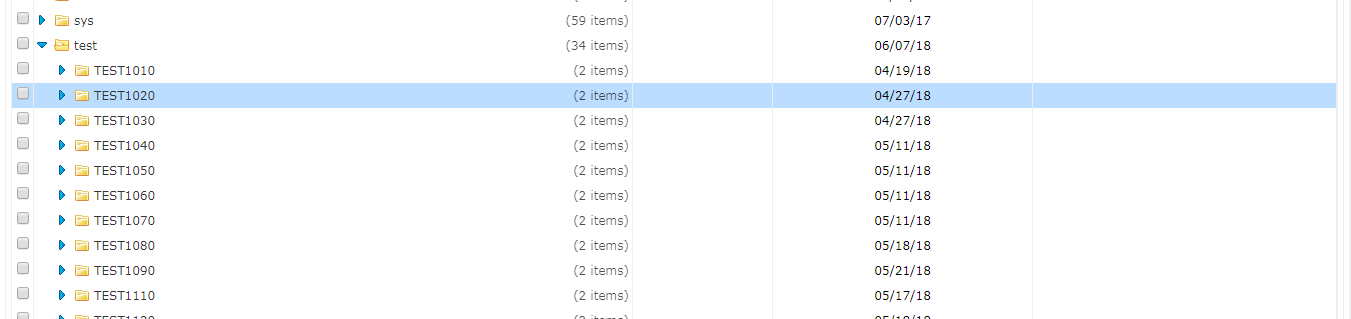 sys (59 items) 07/03/17
test (34 items) 06/07/18
TEST1010 (2 items) 04/19/18
TEST1020 (2 items) 04/27/18
TEST1030 (2 items) 04/27/18
TEST1040 (2 items) 05/11/18
TEST1050 (2 items) 05/11/18
TEST1060 (2 items) 05/11/18
TEST1070 (2 items) 05/11/18
TEST1080 (2 items) 05/18/18
TEST1090 (2 items) 05/21/18
TEST1110 (2 items) 05/17/18